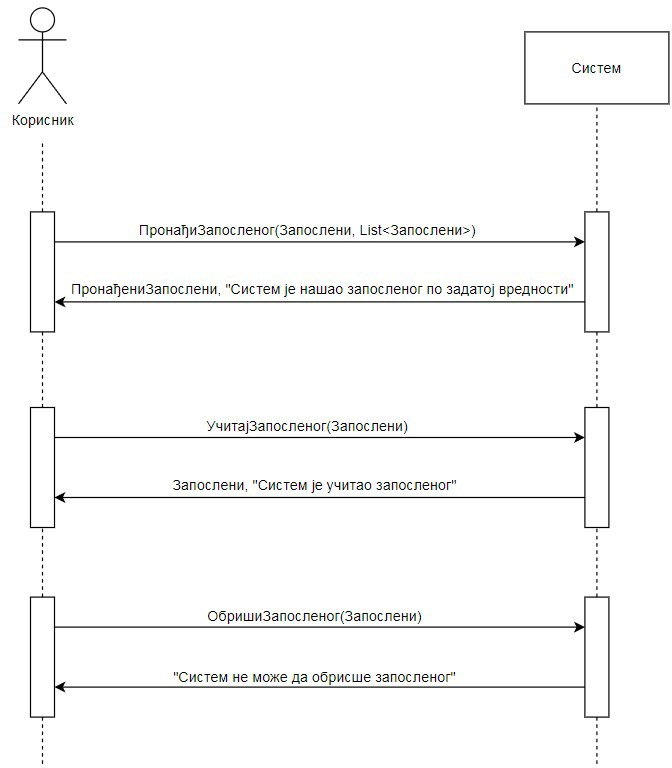 Корисник
Систем
ПронађиЗапосленог(Запослени, List<Запослени>)
ПронађениЗапослени, "Систем је нашао запосленог по задатој вредности"
УчитајЗапосленог(Запослени)
Запослени, "Систем је учитао запосленог"
ОбришиЗапосленог(Запослени)
"Систем не може да обрисше запосленог"